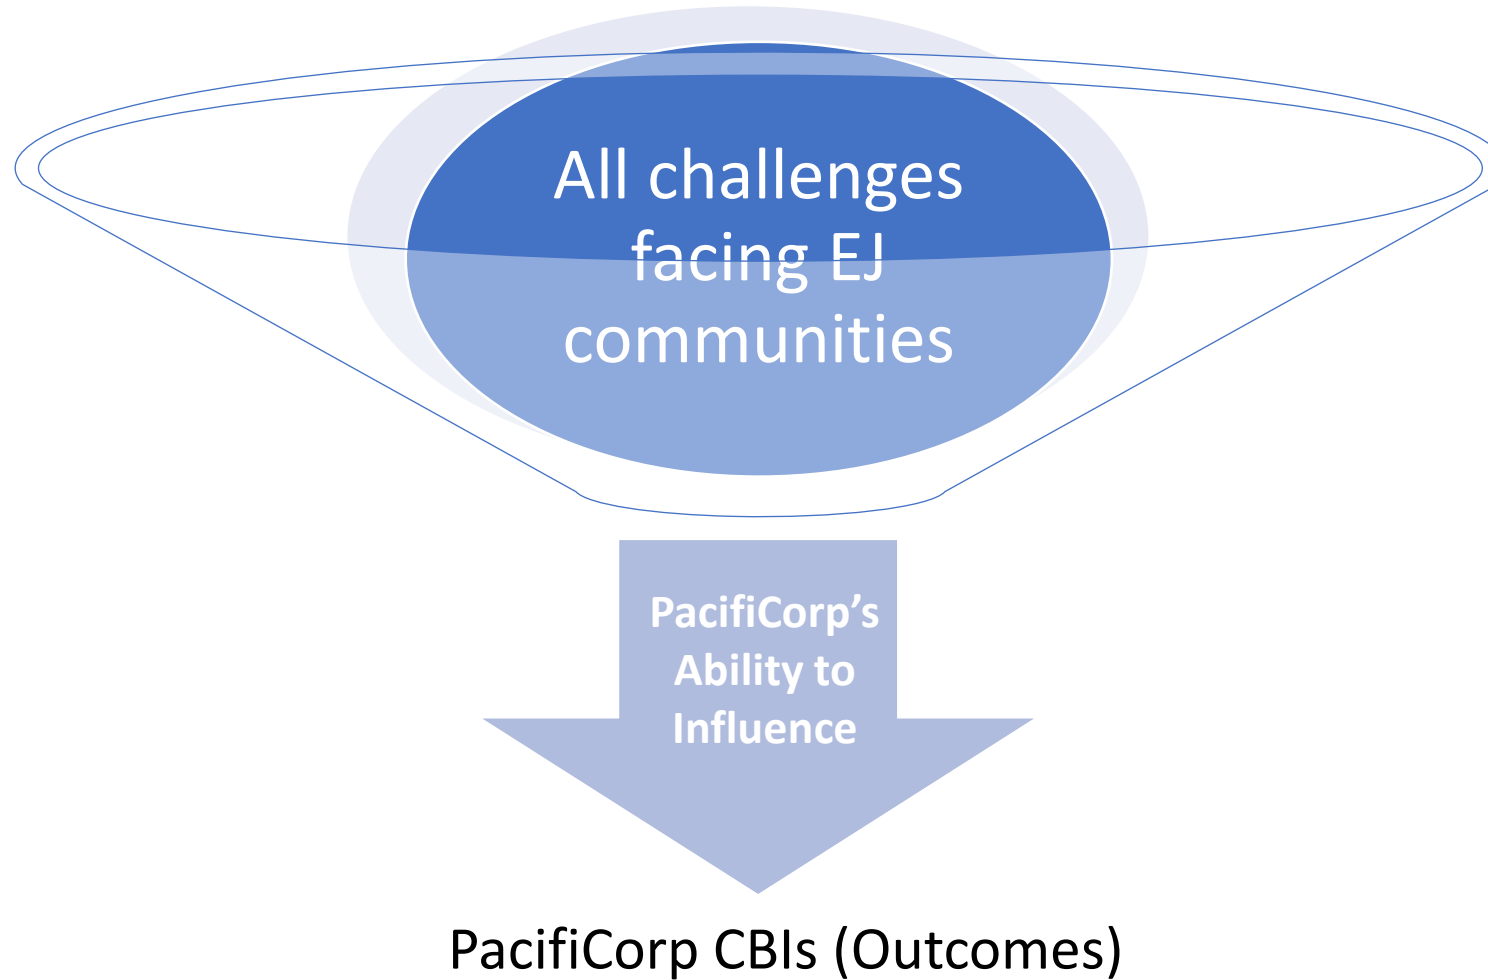 All challenges
facing EJ
communities
PacifiCorp’s
Ability to
Influence
PacifiCorp CBIs (Outcomes)